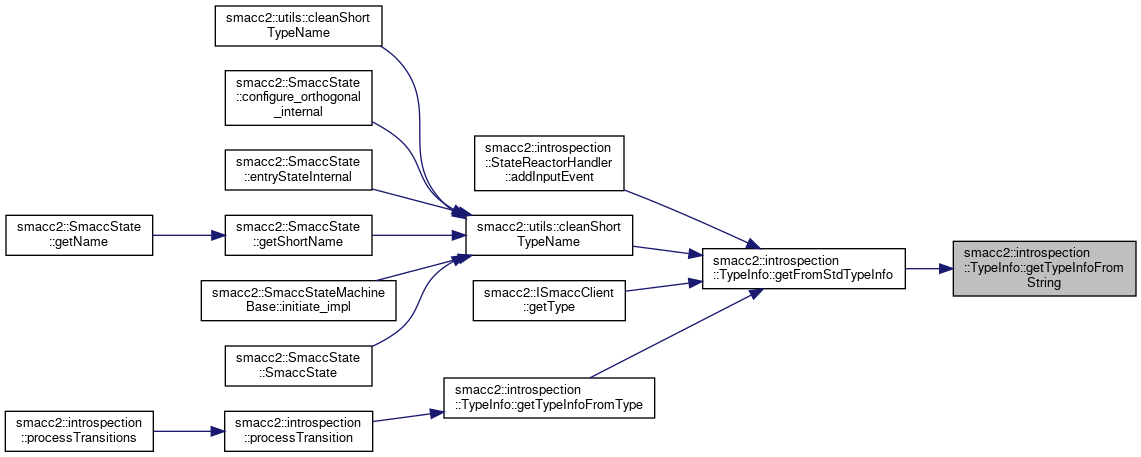 smacc2::utils::cleanShort
TypeName
smacc2::SmaccState
::configure_orthogonal
_internal
smacc2::SmaccState
::entryStateInternal
smacc2::SmaccState
::getName
smacc2::SmaccState
::getShortName
smacc2::SmaccStateMachine
Base::initiate_impl
smacc2::SmaccState
::SmaccState
smacc2::introspection
::processTransitions
smacc2::introspection
::processTransition
smacc2::introspection
::StateReactorHandler
::addInputEvent
smacc2::utils::cleanShort
TypeName
smacc2::ISmaccClient
::getType
smacc2::introspection
::TypeInfo::getTypeInfoFromType
smacc2::introspection
::TypeInfo::getFromStdTypeInfo
smacc2::introspection
::TypeInfo::getTypeInfoFrom
String